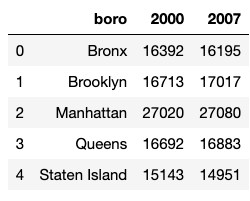 boro 2000 2007
0 Bronx 16392 16195
1 Brooklyn 16713 17017
2 Manhattan 27020 27080
3 Queens 16692 16883
4 Staten Island 15143 14951